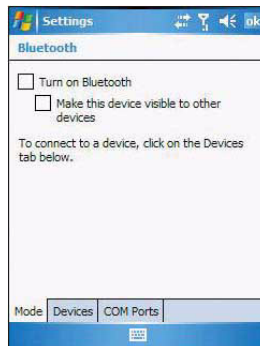 Settings
ok
Bluetooth
Turn on Bluetooth
Make this device visible to other
devices
To connect to a device, click on the Devices
tab below.
Mode Devices COM Ports